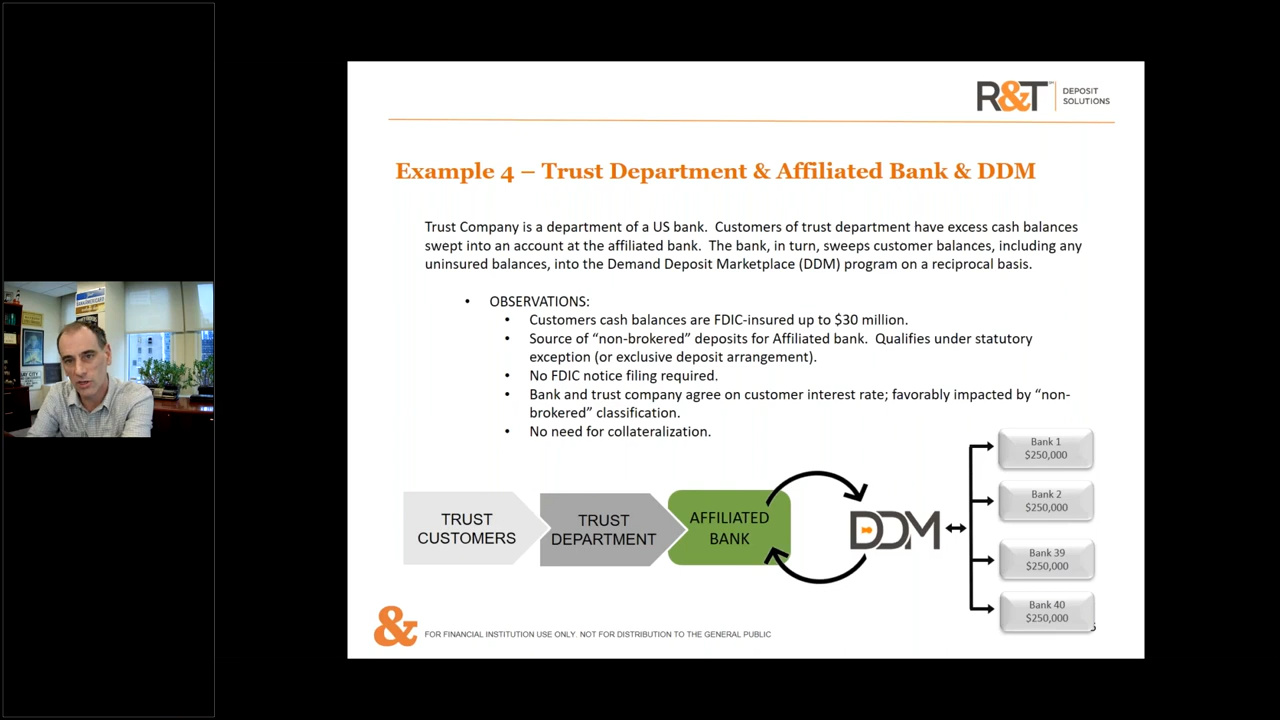 R&T
DEPOSIT
SOLUTIONS
Example 4 – Trust Department & Affiliated Bank & DDM
Trust Company is a department of a US bank. Customers of trust department have excess cash balances
swept into an account at the affiliated bank. The bank, in turn, sweeps customer balances, including any
uninsured balances, into the Demand Deposit Marketplace (DDM) program on a reciprocal basis.
• OBSERVATIONS:
• Customers cash balances are FDIC-insured up to $30 million.
• Source of “non-brokered” deposits for Affiliated bank. Qualifies under statutory
exception (or exclusive deposit arrangement).
• No FDIC notice filing required.
• Bank and trust company agree on customer interest rate; favorably impacted by “non-
brokered” classification.
• No need for collateralization.
TRUST
CUSTOMERS
TRUST
DEPARTMENT
AFFILIATED
BANK
DDM
Bank 1
$250,000
Bank 2
$250,000
Bank 39
$250,000
Bank 40
$250,000
&
FOR FINANCIAL INSTITUTION USE ONLY. NOT FOR DISTRIBUTION TO THE GENERAL PUBLIC